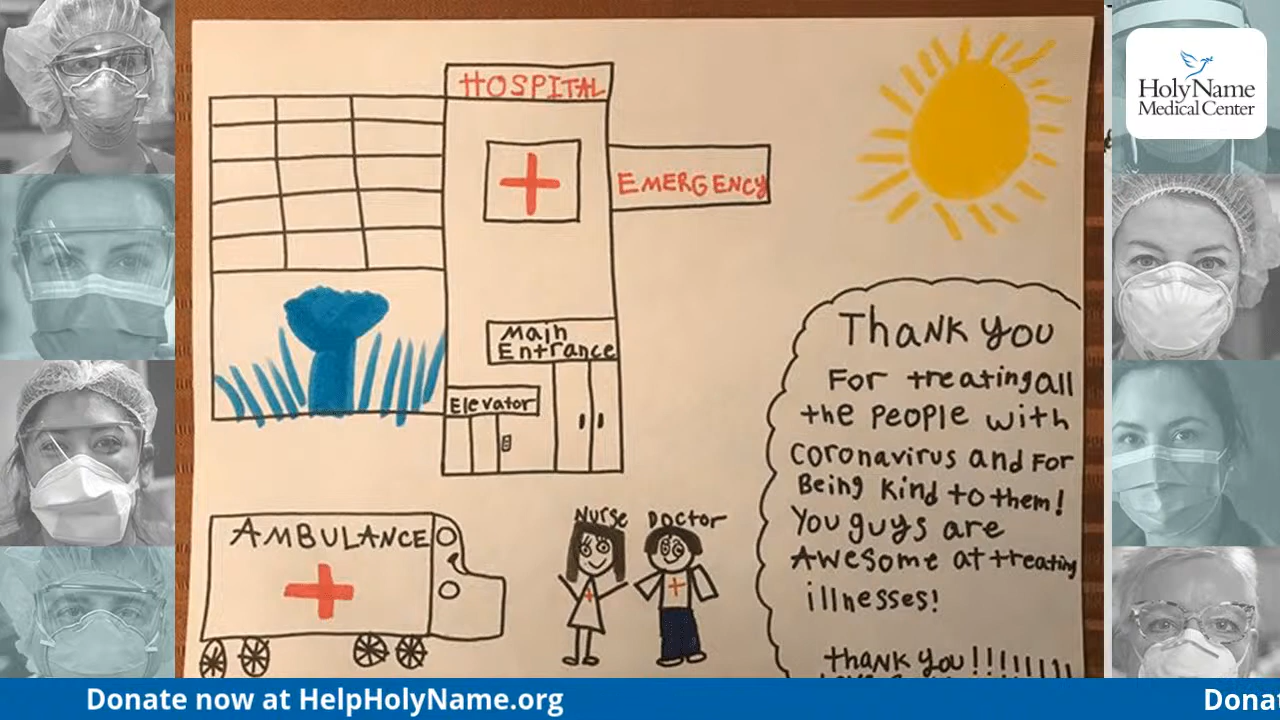 HOSPITAL
EMERGENCY
Main
Entrance
Elevator
AMBULANCE
Nurse Doctor
Thank you
For treating all
the people with
coronavirus and for
Being kind to them!
You guys are
Awesome at treating
illnesses!
thank you!!!!!!!!
HolyName
Medical Center
Donate now at HelpHolyName.org
Donat